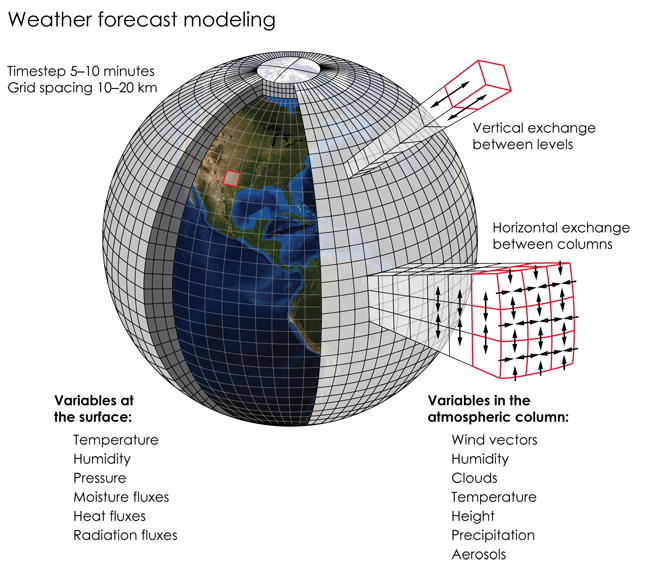 Weather forecast modeling
Timestep 5–10 minutes
Grid spacing 10–20 km
Vertical exchange
between levels
Horizontal exchange
between columns
Variables at
the surface:
Temperature
Humidity
Pressure
Moisture fluxes
Heat fluxes
Radiation fluxes
Variables in the
atmospheric column:
Wind vectors
Humidity
Clouds
Temperature
Height
Precipitation
Aerosols